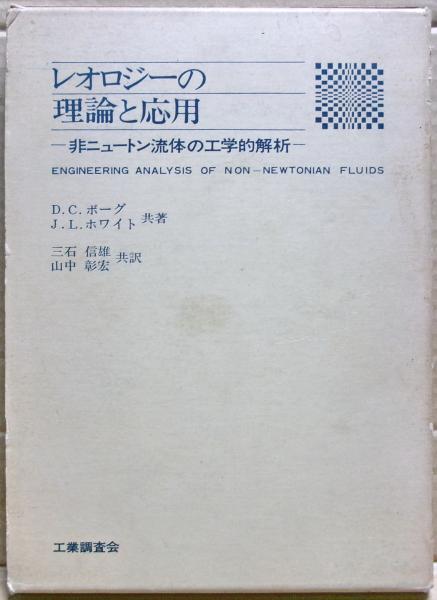 レオロジーの
理論と応用
―非ニュートン流体の工学的解析―
ENGINEERING ANALYSIS OF NON-NEWTONIAN FLUIDS
D.C.ボーグ
J.L.ホワイト 共著
三石 信雄
山中 彰宏 共訳
工業調査会